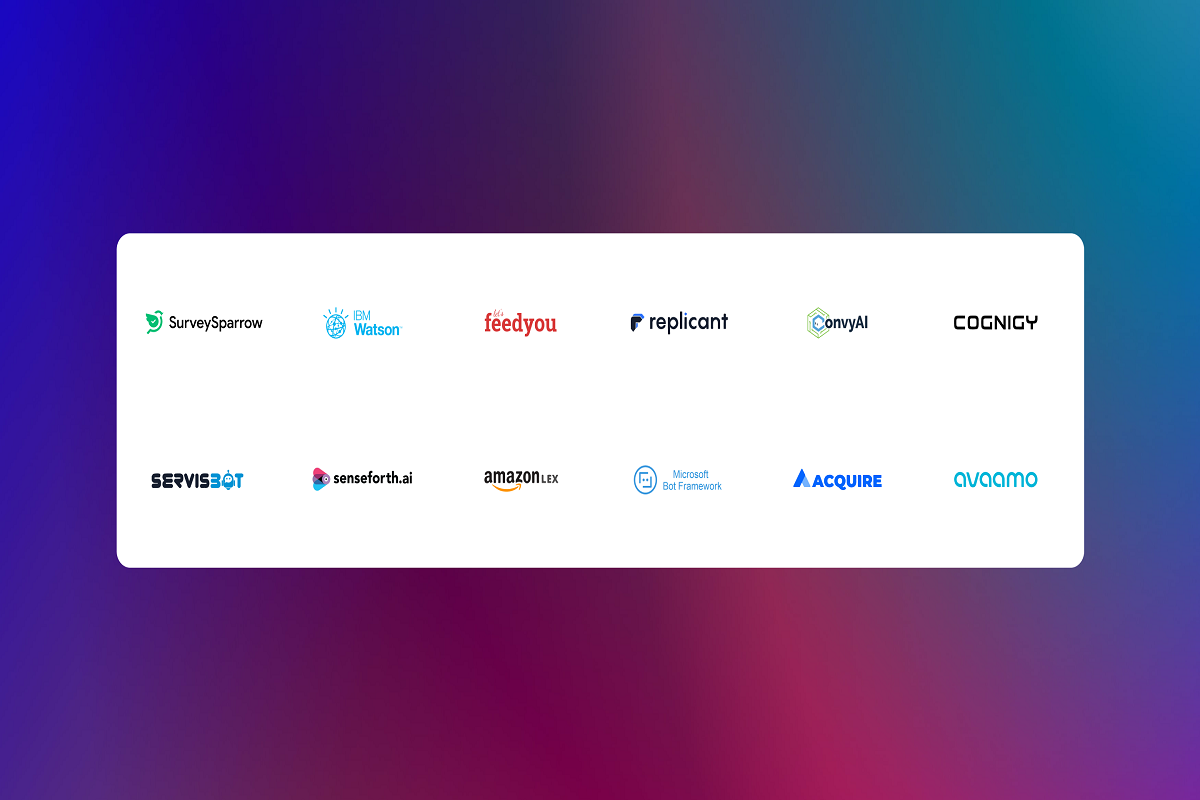 SurveySparrow
IBM
Watson
let's
feedyou
replicant
ConvyAI
COGNIGY
SERVISBOT
senseforth.ai
amazon LEX
Microsoft
Bot Framework
ACQUIRE
avaamo